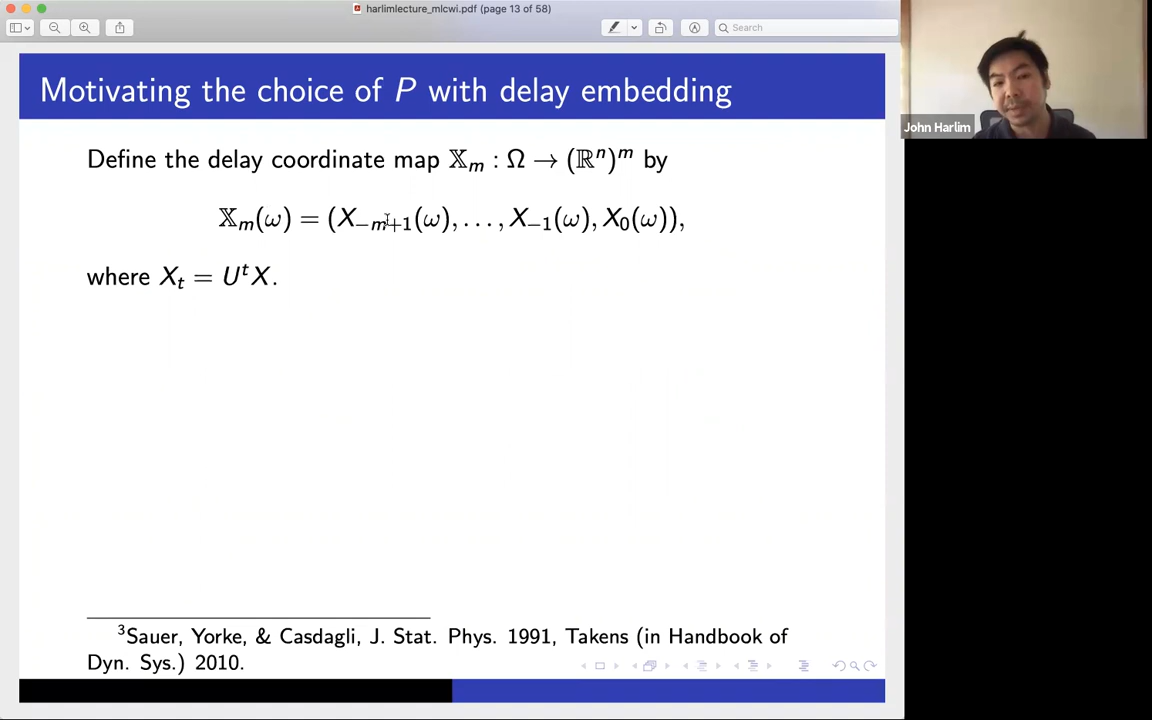 harlimlecture_mlcwi.pdf (page 13 of 58)
Search
Motivating the choice of P with delay embedding
John Harlim
Define the delay coordinate map 𝕏ₘ : Ω → (ℝⁿ)ᵐ by
𝕏ₘ(ω) = (X₋ₘ₊₁(ω), . . . , X₋₁(ω), X₀(ω)),
where Xₜ = UᵗX.
³Sauer, Yorke, & Casdagli, J. Stat. Phys. 1991, Takens (in Handbook of
Dyn. Sys.) 2010.